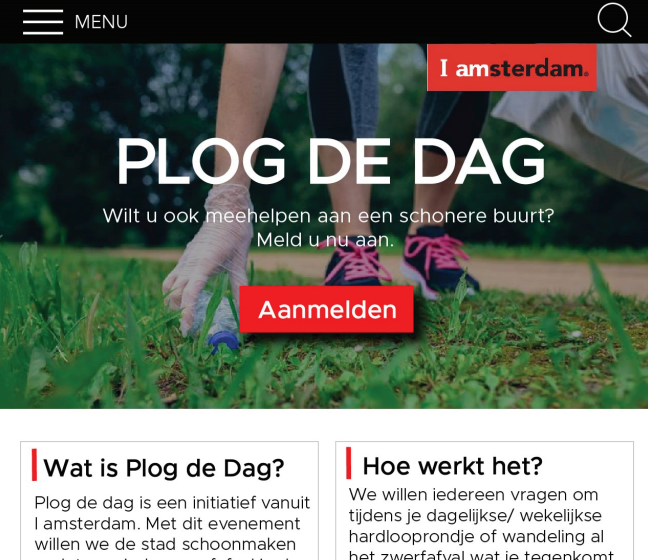 MENU
I amsterdam.
PLOG DE DAG
Wilt u ook meehelpen aan een schonere buurt?
Meld u nu aan.
Aanmelden
Wat is Plog de Dag?
Plog de dag is een initiatief vanuit
I amsterdam. Met dit evenement
willen we de stad schoonmaken
Hoe werkt het?
We willen iedereen vragen om
tijdens je dagelijkse/ wekelijkse
hardlooprondje of wandeling al
het zwerfafval wat je tegenkomt